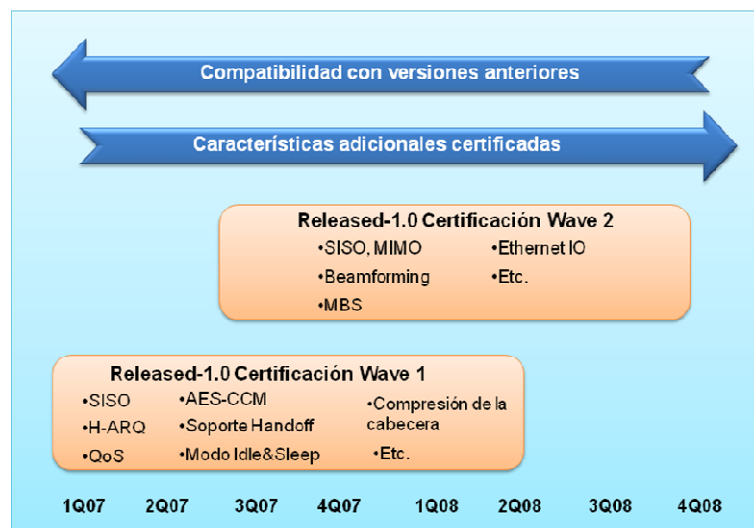 Compatibilidad con versiones anteriores
Características adicionales certificadas
Released-1.0 Certificación Wave 2
•SISO, MIMO
•Beamforming
•MBS
•Ethernet IO
•Etc.
Released-1.0 Certificación Wave 1
•SISO
•H-ARQ
•QoS
•AES-CCM
•Soporte Handoff
•Modo Idle&Sleep
•Compresión de la
cabecera
•Etc.
1Q07 2Q07 3Q07 4Q07 1Q08 2Q08 3Q08 4Q08